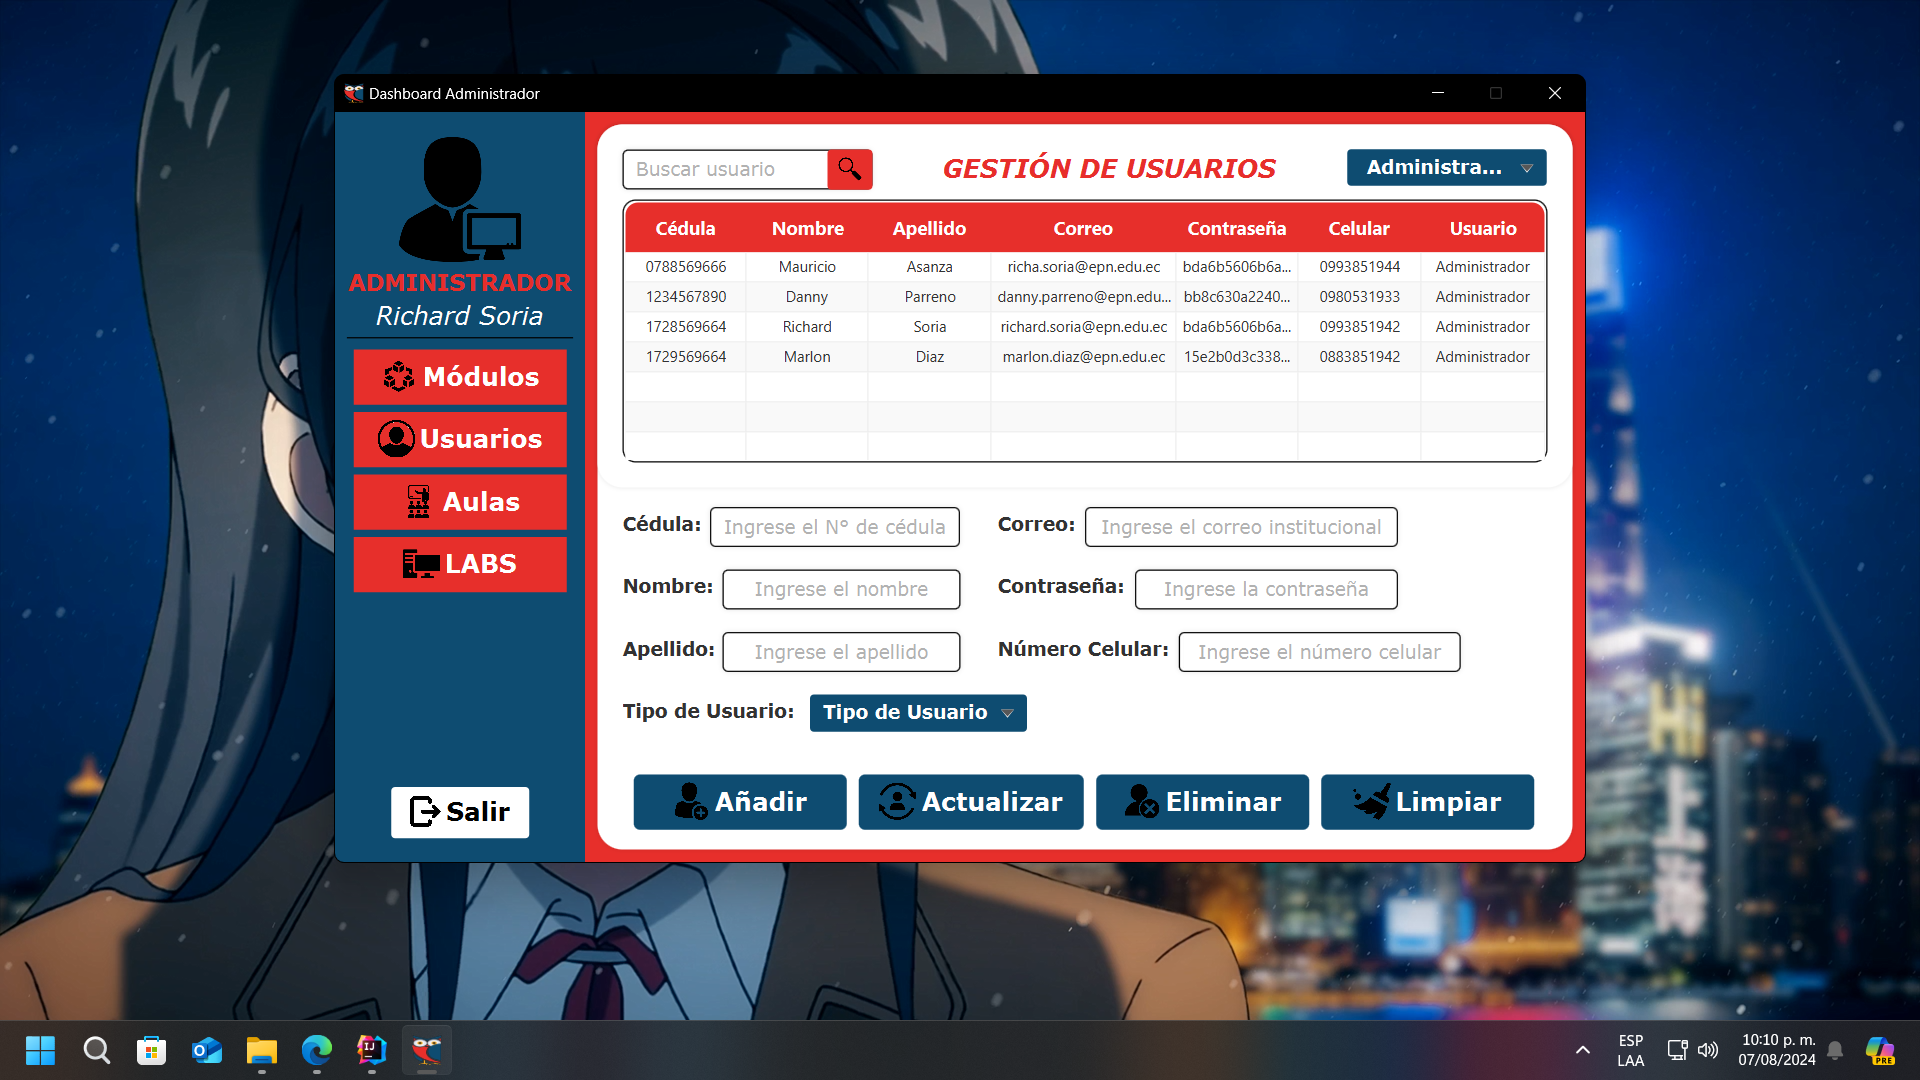 Dashboard Administrador
ADMINISTRADOR
Richard Soria
Módulos
Usuarios
Aulas
LABS
Salir
Buscar usuario
GESTIÓN DE USUARIOS
Administra...
Cédula Nombre Apellido Correo Contraseña Celular Usuario
0788569666 Mauricio Asanza richa.soria@epn.edu.ec bda6b5606b6a... 0993851944 Administrador
1234567890 Danny Parreno danny.parreno@epn.edu... bb8c630a2240... 0980531933 Administrador
1728569664 Richard Soria richard.soria@epn.edu.ec bda6b5606b6a... 0993851942 Administrador
1729569664 Marlon Diaz marlon.diaz@epn.edu.ec 15e2b0d3c338... 0883851942 Administrador
Cédula: Ingrese el N° de cédula Correo: Ingrese el correo institucional
Nombre: Ingrese el nombre Contraseña: Ingrese la contraseña
Apellido: Ingrese el apellido Número Celular: Ingrese el número celular
Tipo de Usuario: Tipo de Usuario
Añadir Actualizar Eliminar Limpiar
ESP
LAA
10:10 p. m.
07/08/2024
PRE